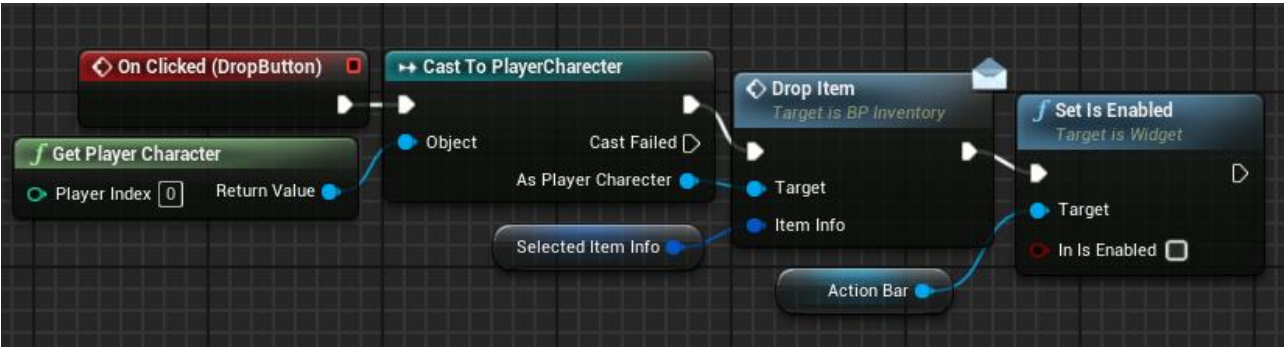 On Clicked (DropButton)
Cast To PlayerCharecter
Object
Cast Failed
As Player Charecter
Get Player Character
Player Index 0
Return Value
Selected Item Info
Drop Item
Target is BP Inventory
Target
Item Info
Action Bar
f Set Is Enabled
Target is Widget
Target
In Is Enabled